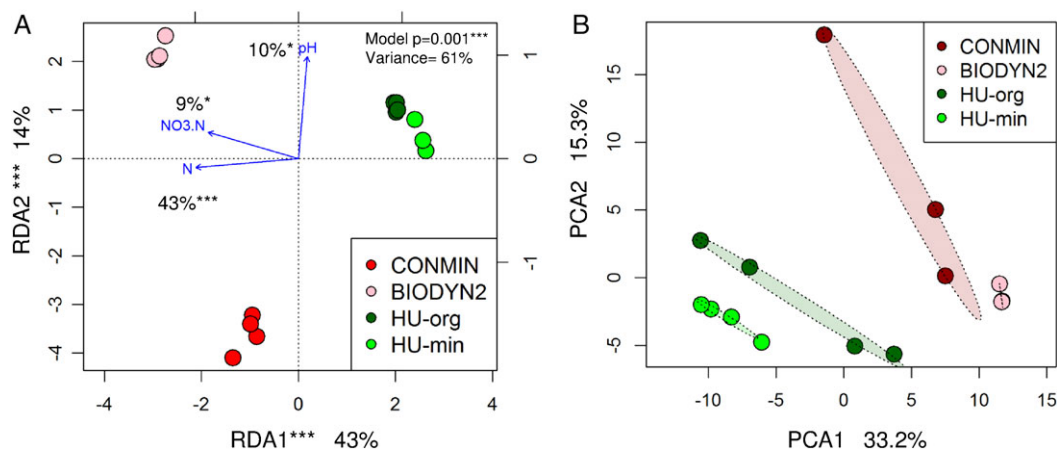 A
10%*
pH
Model p=0.001***
Variance= 61%
9%*
NO3.N
N
43%***
CONMIN
BIODYN2
HU-org
HU-min
RDA2 *** 14%
2
1
0
-1
-2
-3
-4
1
0
-1
-4 -2 0 2 4
RDA1*** 43%
B
CONMIN
BIODYN2
HU-org
HU-min
PCA2 15.3%
15
10
5
0
-5
-10 -5 0 5 10 15
PCA1 33.2%